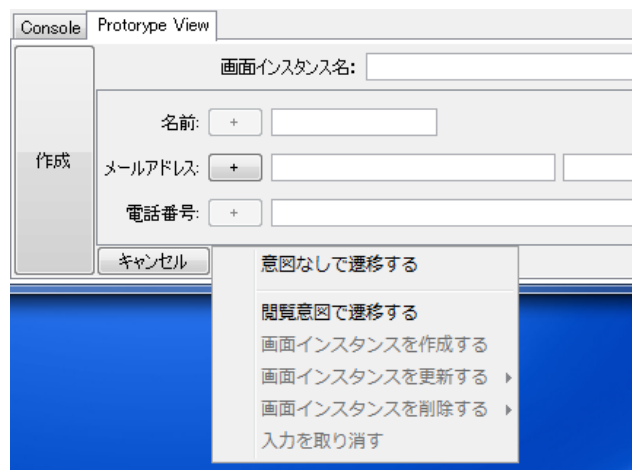 Console Protorype View
画面インスタンス名:
名前: +
作成
メールアドレス: +
電話番号: +
キャンセル
意図なしで遷移する
閲覧意図で遷移する
画面インスタンスを作成する
画面インスタンスを更新する
画面インスタンスを削除する
入力を取り消す